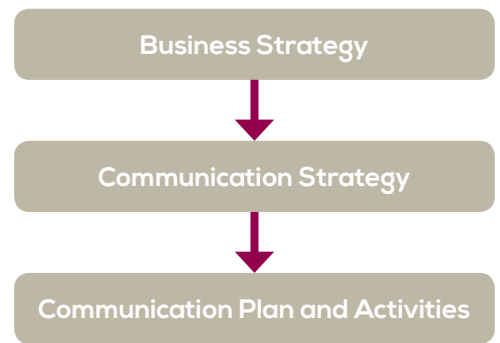 Business Strategy
Communication Strategy
Communication Plan and Activities